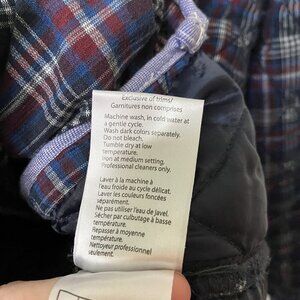 Exclusive of trims/
Garnitures non comprises
Machine wash, in cold water at
a gentle cycle.
Wash dark colors separately.
Do not bleach.
Tumble dry at low
temperature.
Iron at medium setting.
Professional cleaners only.
Laver à la machine à
l'eau froide au cycle délicat.
Laver les couleurs foncées
séparément.
Ne pas utiliser l'eau de javel.
Sécher par culbutage à basse
température.
Repasser à moyenne
température.
Nettoyeur professionnel
seulement.